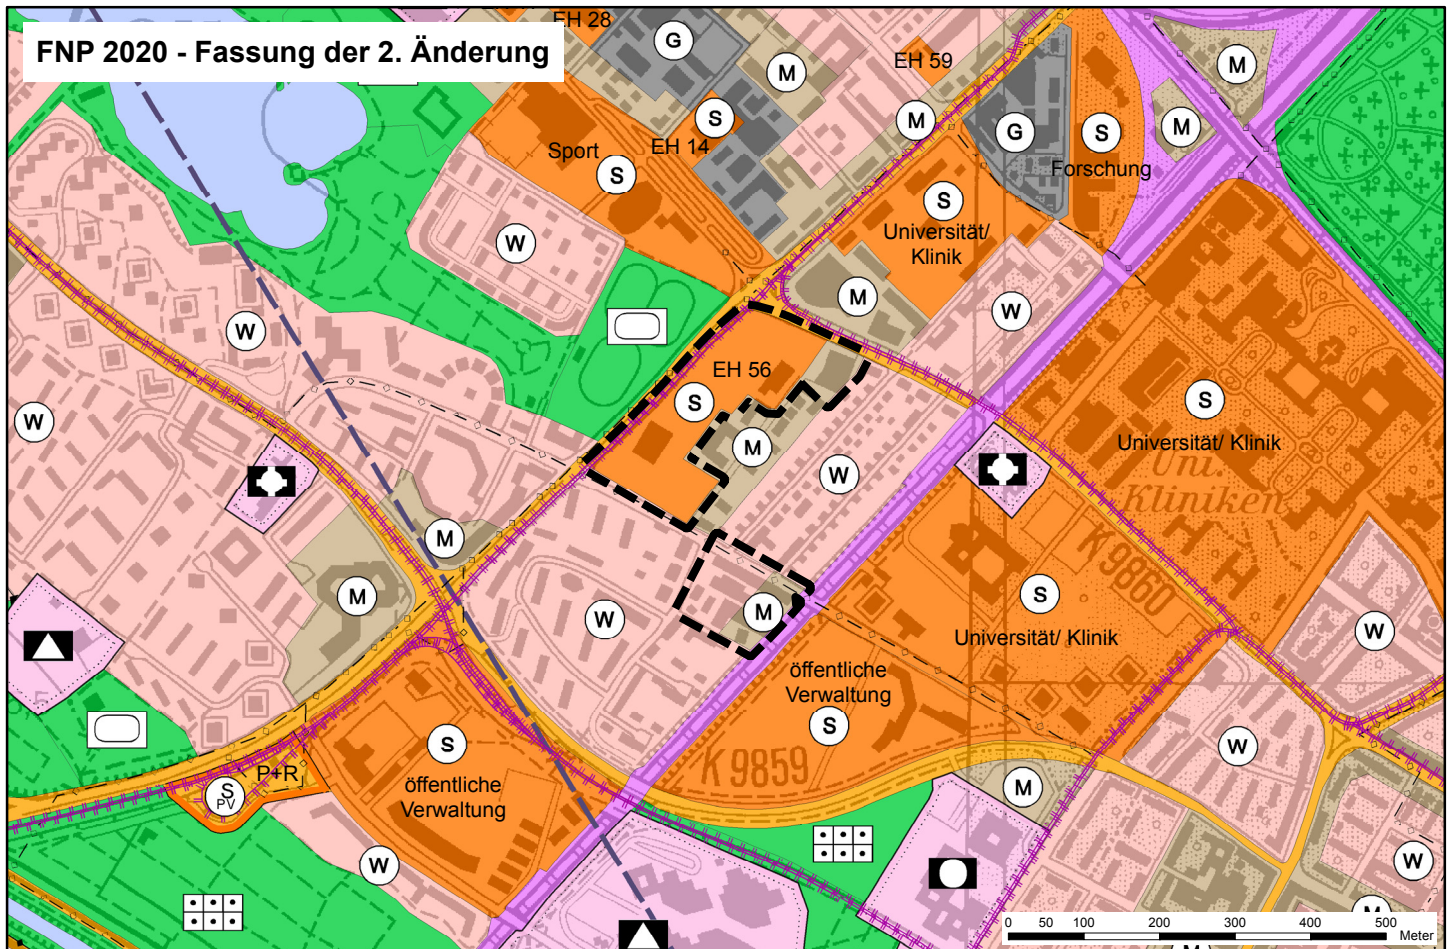 FNP 2020 - Fassung der 2. Änderung
EH 28
G
M
EH 59
M
M
M
S
EH 14
Sport
S
G
S
Forschung
S
Universität/
Klinik
W
M
W
W
EH 56
S
M
W
W
S
Universität/ Klinik
Uni
Kliniken
K 9860
M
M
W
M
S
Universität/ Klinik
W
öffentliche
Verwaltung
S
K 9859
S
öffentliche
Verwaltung
P+R
S
PV
W
M
W
W
M
M
0 50 100 200 300 400 500
Meter